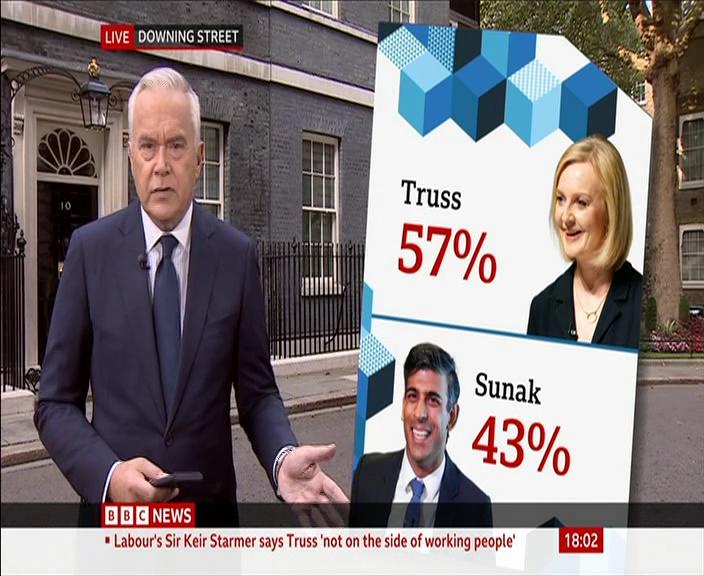 LIVE DOWNING STREET
10
Truss
57%
Sunak
43%
BBC NEWS
Labour's Sir Keir Starmer says Truss 'not on the side of working people'
18:02